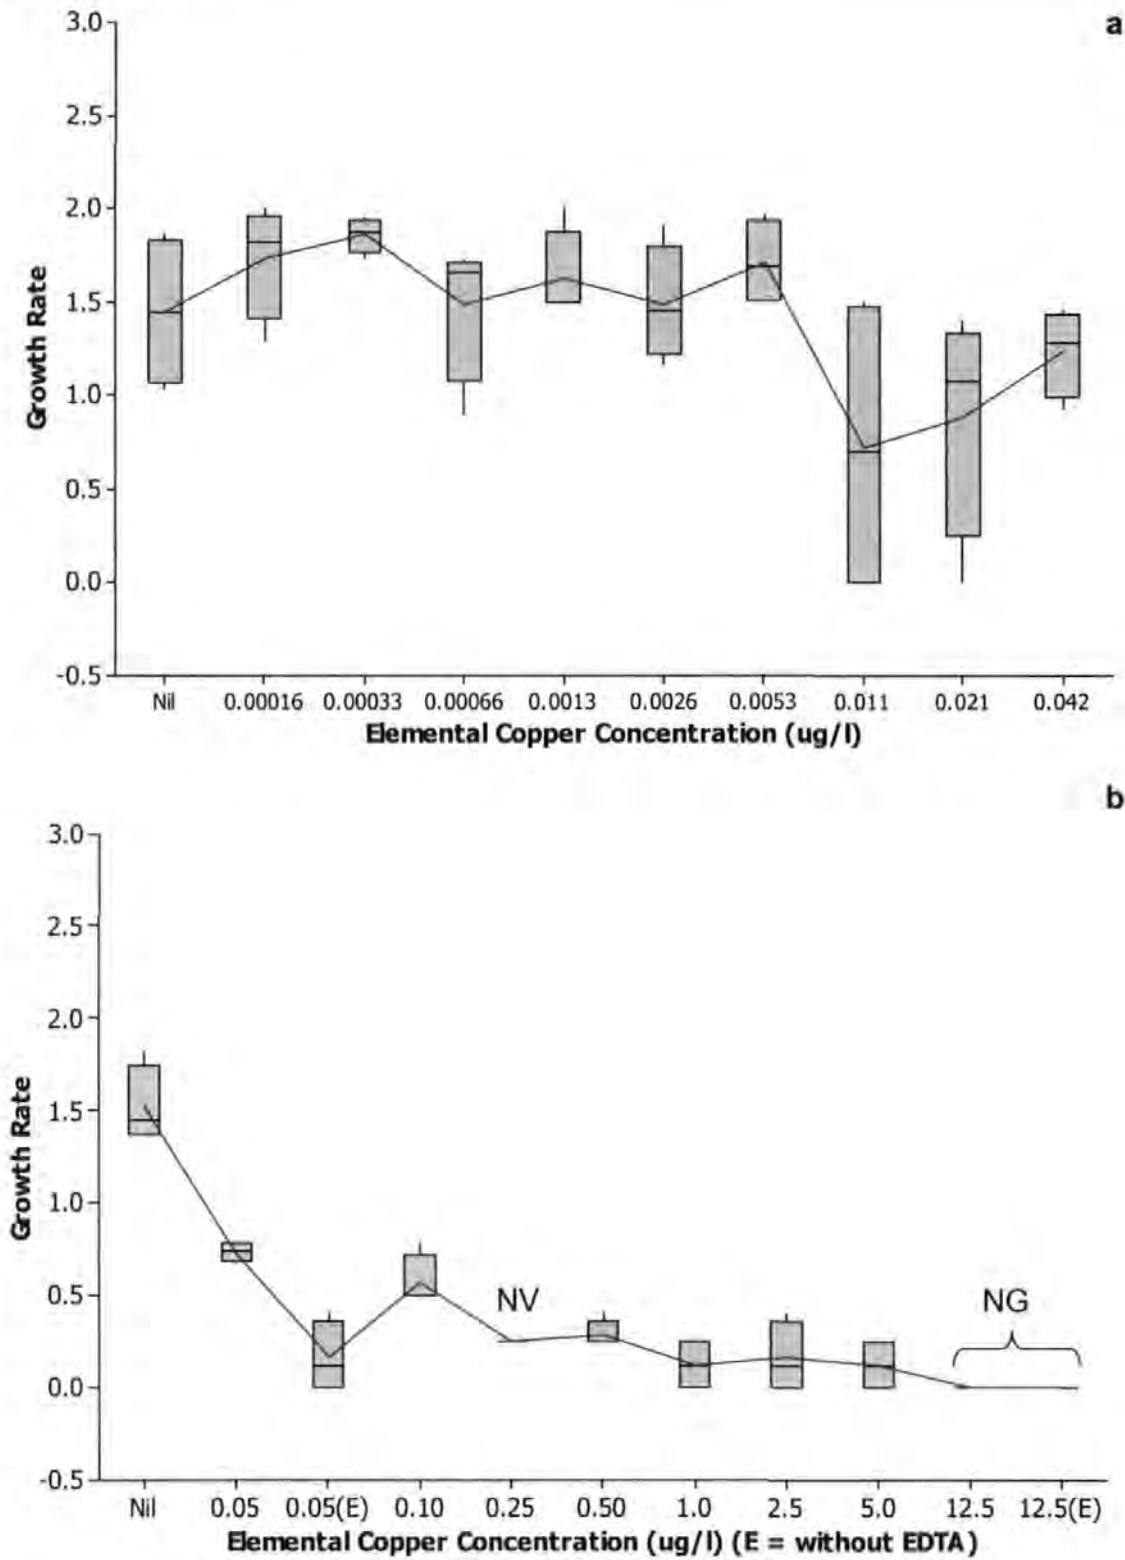 a
3.0
2.5
2.0
1.5
1.0
0.5
0.0
-0.5
Growth Rate
Nil 0.00016 0.00033 0.00066 0.0013 0.0026 0.0053 0.011 0.021 0.042
Elemental Copper Concentration (ug/l)
b
3.0
2.5
2.0
1.5
1.0
0.5
0.0
-0.5
Growth Rate
NV
NG
Nil 0.05 0.05(E) 0.10 0.25 0.50 1.0 2.5 5.0 12.5 12.5(E)
Elemental Copper Concentration (ug/l) (E = without EDTA)